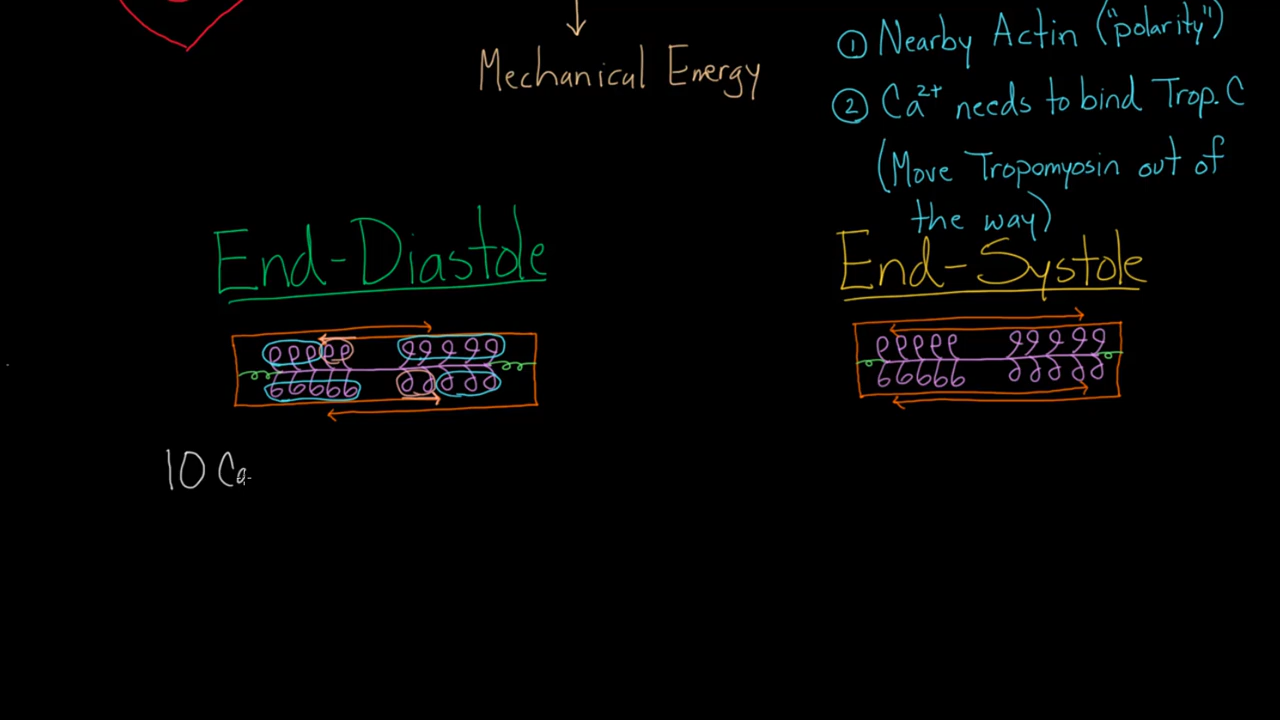 Mechanical Energy
① Nearby Actin ("polarity")
② Ca²⁺ needs to bind Trop. C
(Move Tropomyosin out of
the way)
End-Diastole
End-Systole
10 Ca